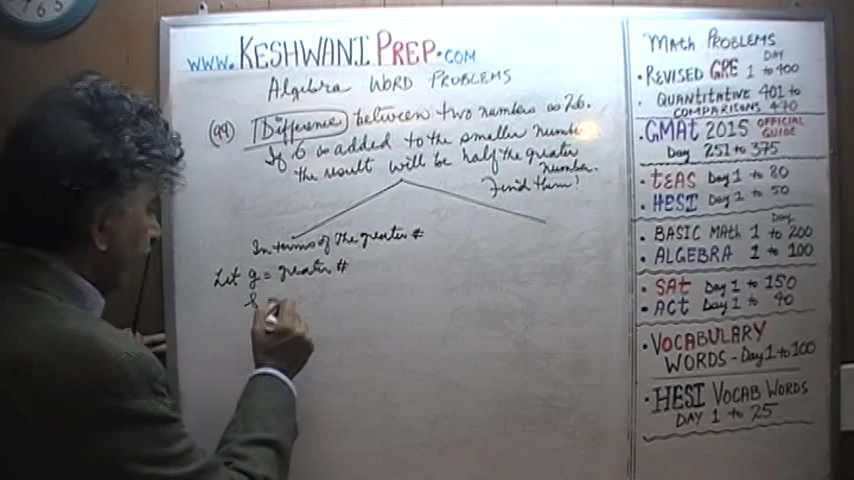 www.KESHWANIPREP.COM
Algebra WORD PROBLEMS
(99) Difference between two numbers is 26.
If 6 is added to the smaller number
the result will be half the greater
number.
Find them!
In terms of the greater #
Let g = greater #
MATH PROBLEMS
DAY
• REVISED GRE 1 to 400
• QUANTITATIVE 401 to
COMPARISONS 470
• GMAT 2015 OFFICIAL
GUIDE
Day 251 to 375
• TEAS Day 1 to 20
• HESI Day 1 to 50
DAY
• BASIC MATH 1 to 200
• ALGEBRA 1 to 100
• SAT Day 1 to 150
• ACT Day 1 to 90
• VOCABULARY
WORDS - Day 1 to 100
• HESI VOCAB WORDS
DAY 1 to 25